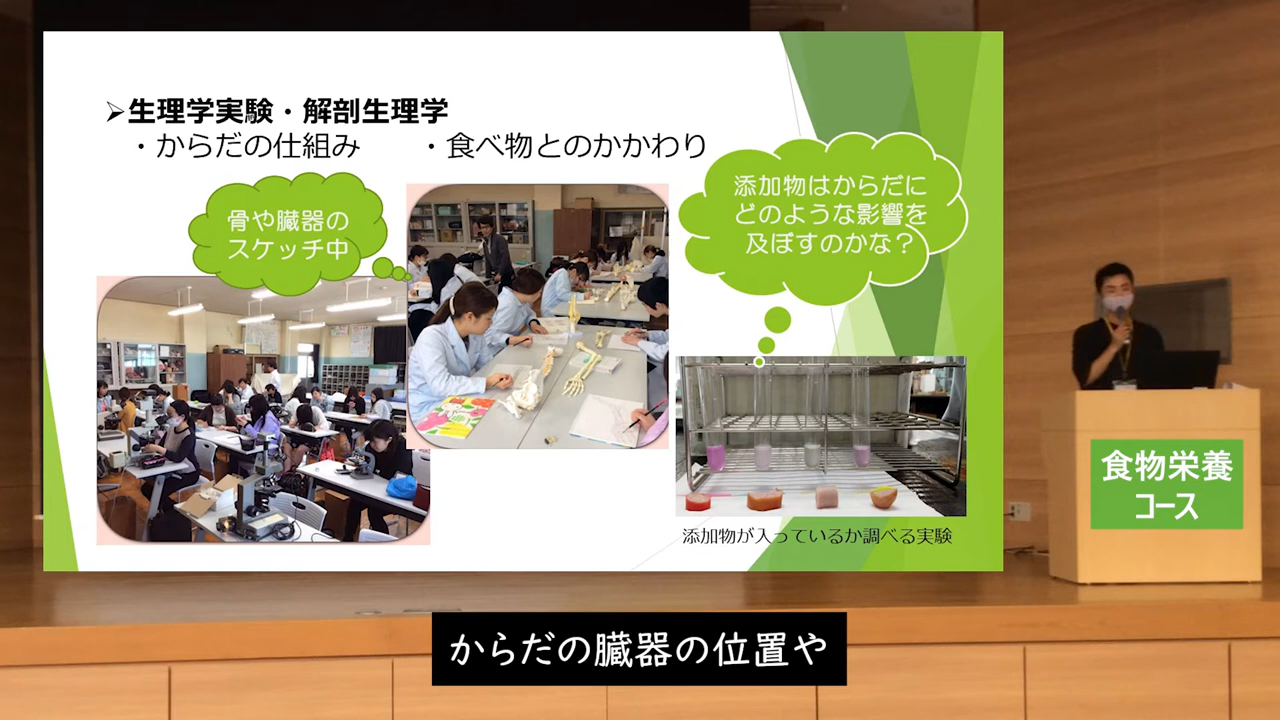 ➢生理学実験・解剖生理学
・からだの仕組み ・食べ物とのかかわり
骨や臓器の
スケッチ中
添加物はからだに
どのような影響を
及ぼすのかな？
添加物が入っているか調べる実験
食物栄養
コース
からだの臓器の位置や